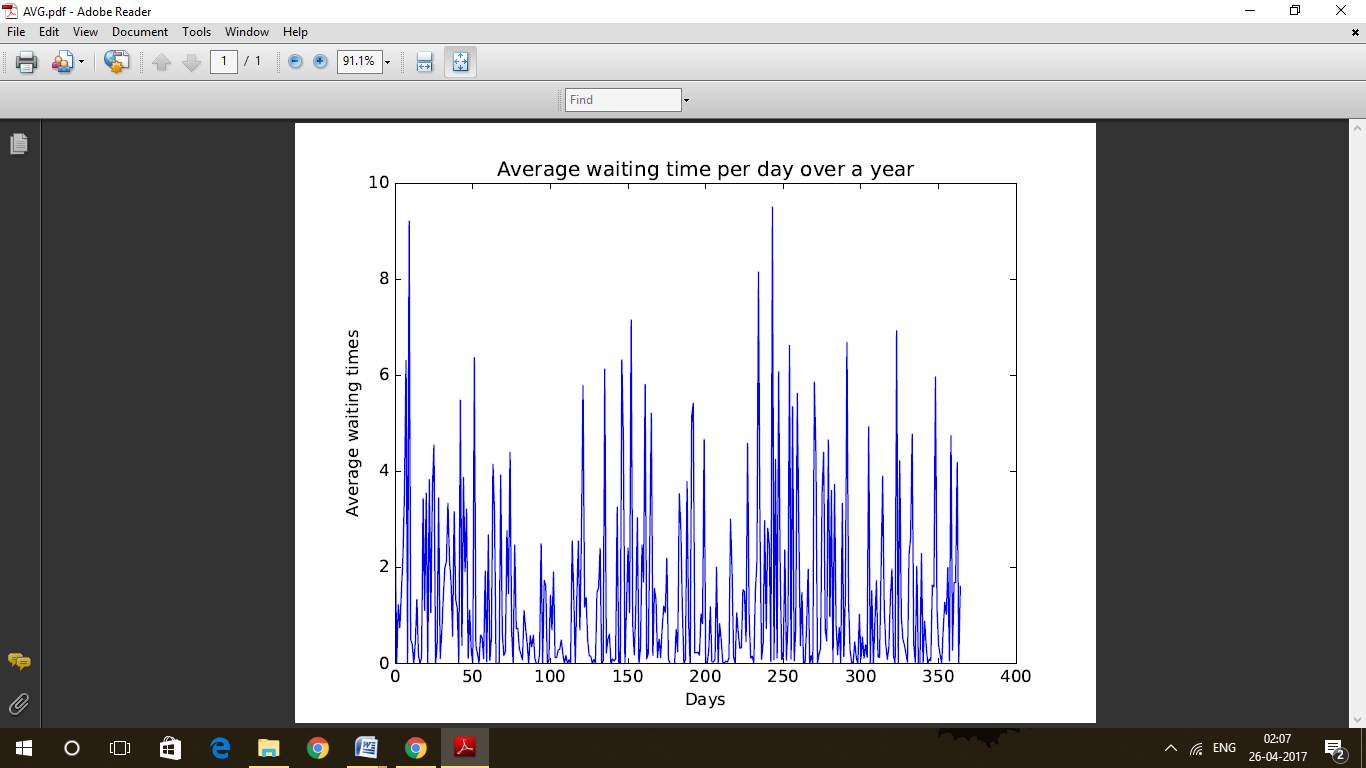 AVG.pdf - Adobe Reader
File Edit View Document Tools Window Help
1 / 1 91.1%
Find
Average waiting time per day over a year
10
8
6
4
2
0
Average waiting times
0 50 100 150 200 250 300 350 400
Days
ENG
02:07
26-04-2017
2